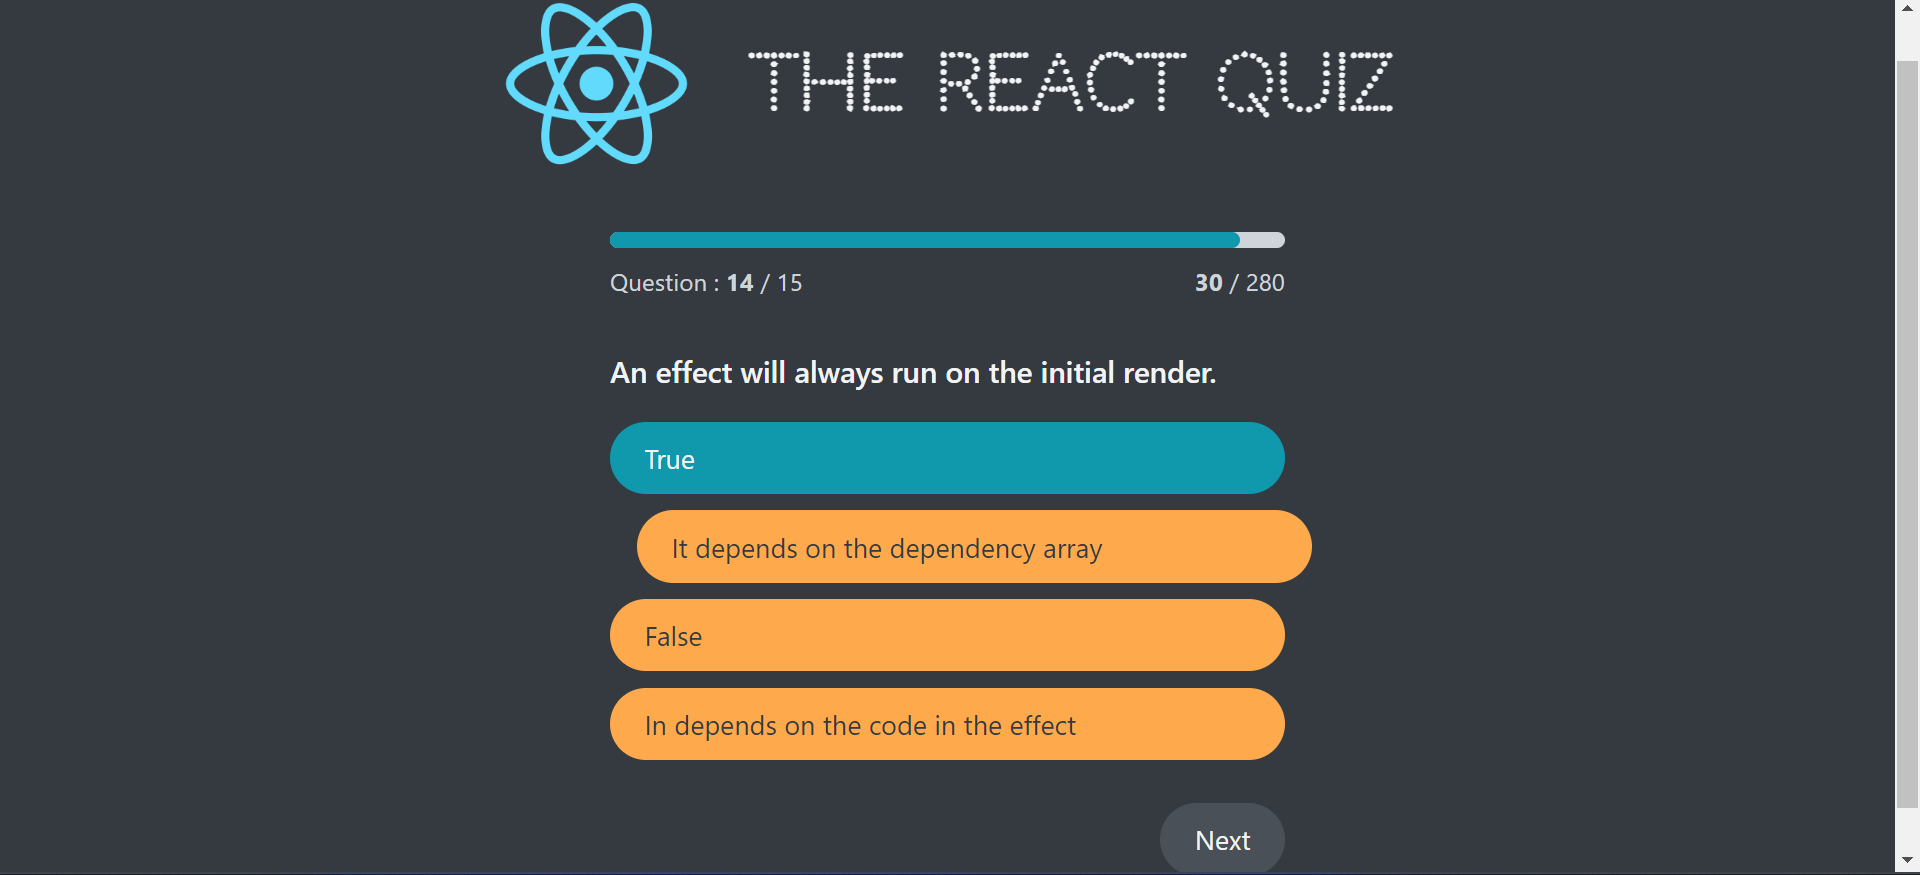 THE REACT QUIZ
Question : 14 / 15
30 / 280
An effect will always run on the initial render.
True
It depends on the dependency array
False
In depends on the code in the effect
Next